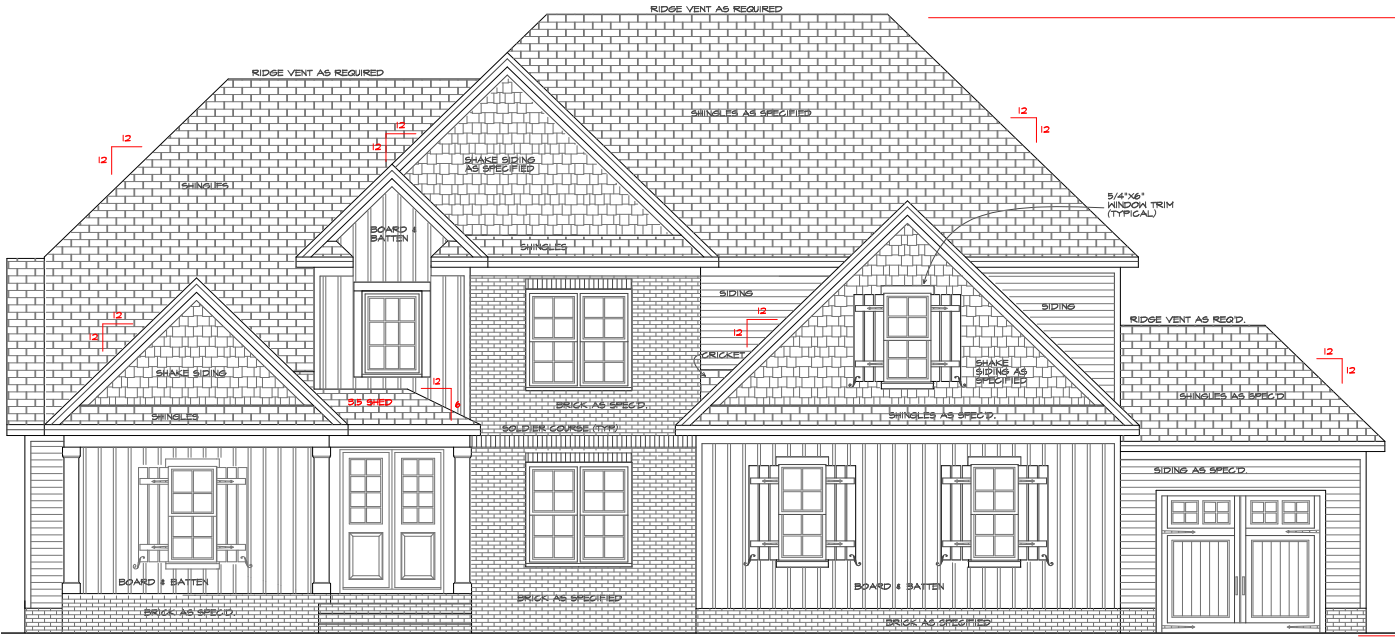 RIDGE VENT AS REQUIRED
RIDGE VENT AS REQUIRED
SHINGLES AS SPECIFIED
12
12
12
12
12
12
SHAKE SIDING
AS SPECIFIED
SHINGLES
5/4"X6"
WINDOW TRIM
(TYPICAL)
BOARD &
BATTEN
SHINGLES
SIDING
SIDING
12
12
12
12
RIDGE VENT AS REQ'D.
CRICKET
12
12
SHAKE SIDING
SHAKE
SIDING AS
SPECIFIED
12
6
SIS SHED
BRICK AS SPEC'D.
SHINGLES AS SPEC'D
SHINGLES
SHINGLES AS SPEC'D.
SOLDIER COURSE (TYP)
SIDING AS SPEC'D.
BOARD & BATTEN
BOARD & BATTEN
BRICK AS SPECIFIED
BRICK AS SPEC'D.
BRICK AS SPECIFIED